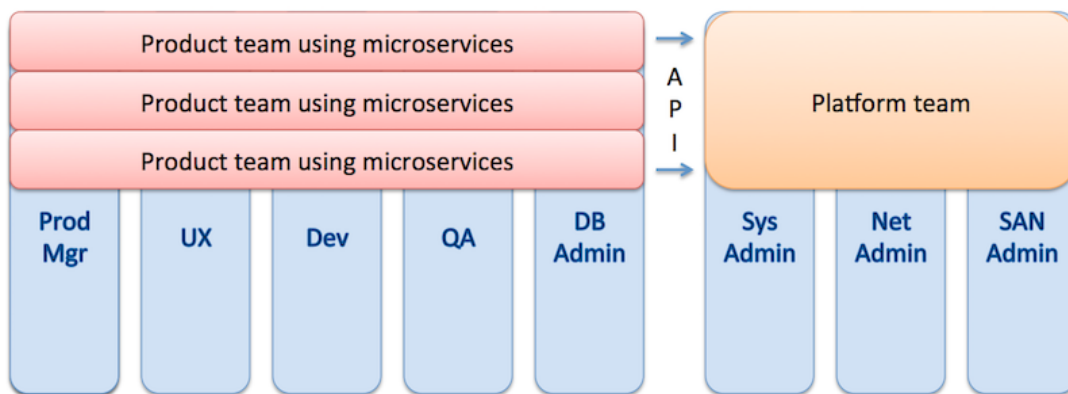 Product team using microservices
Product team using microservices
Product team using microservices
A
P
I
Platform team
Prod
Mgr
UX
Dev
QA
DB
Admin
Sys
Admin
Net
Admin
SAN
Admin